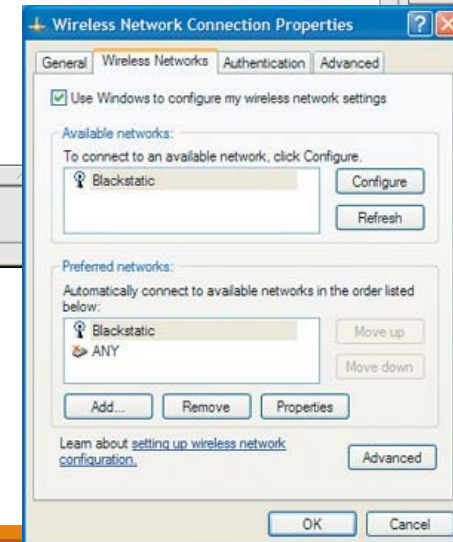 Wireless Network Connection Properties
General Wireless Networks Authentication Advanced
Use Windows to configure my wireless network settings
Available networks:
To connect to an available network, click Configure.
Blackstatic
Configure
Refresh
Preferred networks:
Automatically connect to available networks in the order listed
below:
Blackstatic
ANY
Move up
Move down
Add... Remove Properties
Learn about setting up wireless network
configuration.
Advanced
OK Cancel